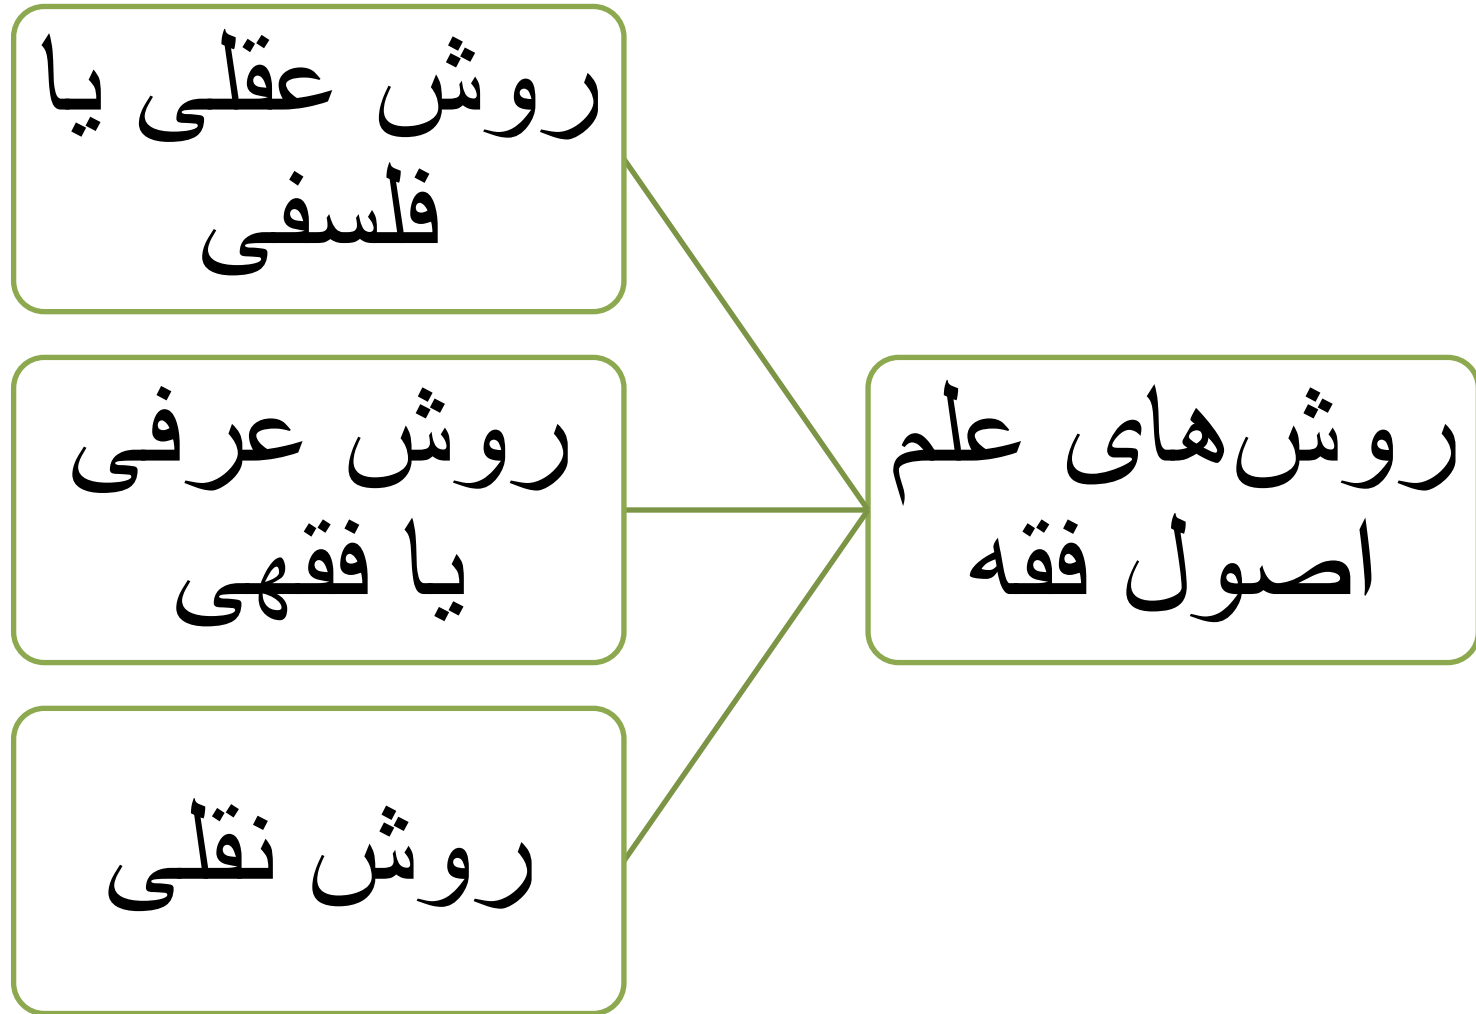 روش‌های علم
اصول فقه
روش عقلی یا
فلسفی
روش عرفی
یا فقهی
روش نقلی